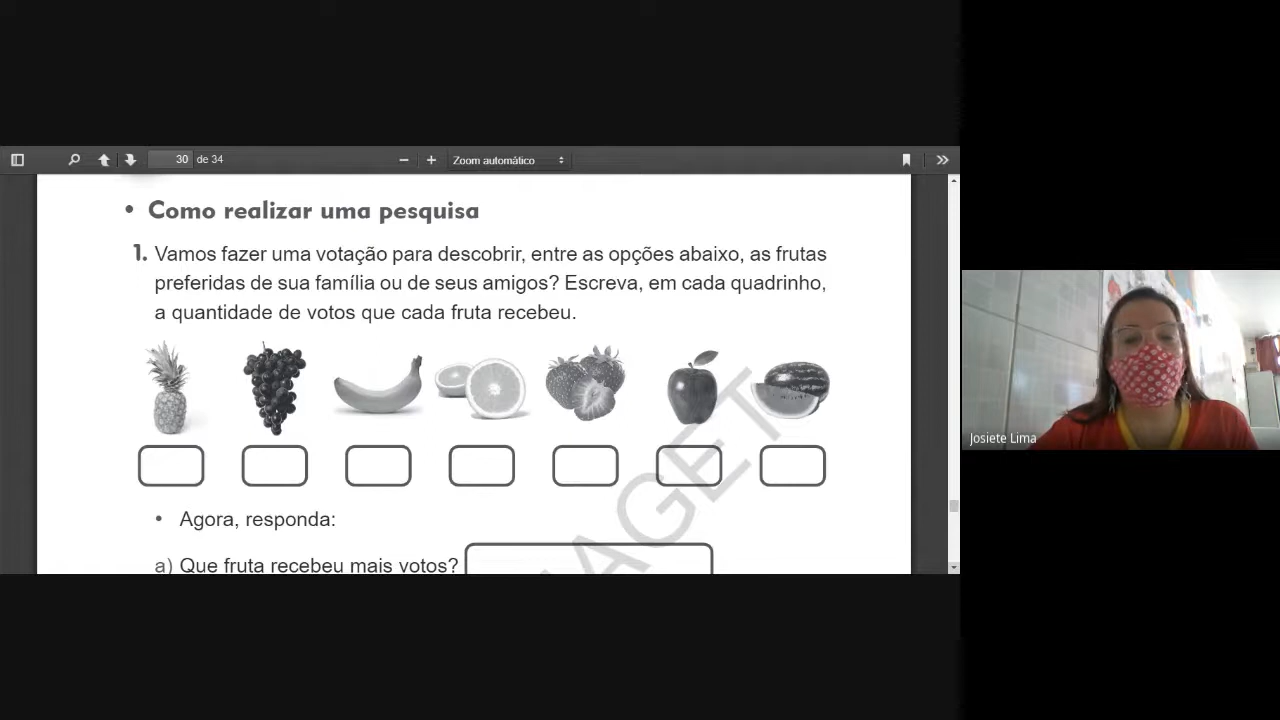 30 de 34
Zoom automático
• Como realizar uma pesquisa
1. Vamos fazer uma votação para descobrir, entre as opções abaixo, as frutas
preferidas de sua família ou de seus amigos? Escreva, em cada quadrinho,
a quantidade de votos que cada fruta recebeu.
• Agora, responda:
a) Que fruta recebeu mais votos?
Josiete Lima